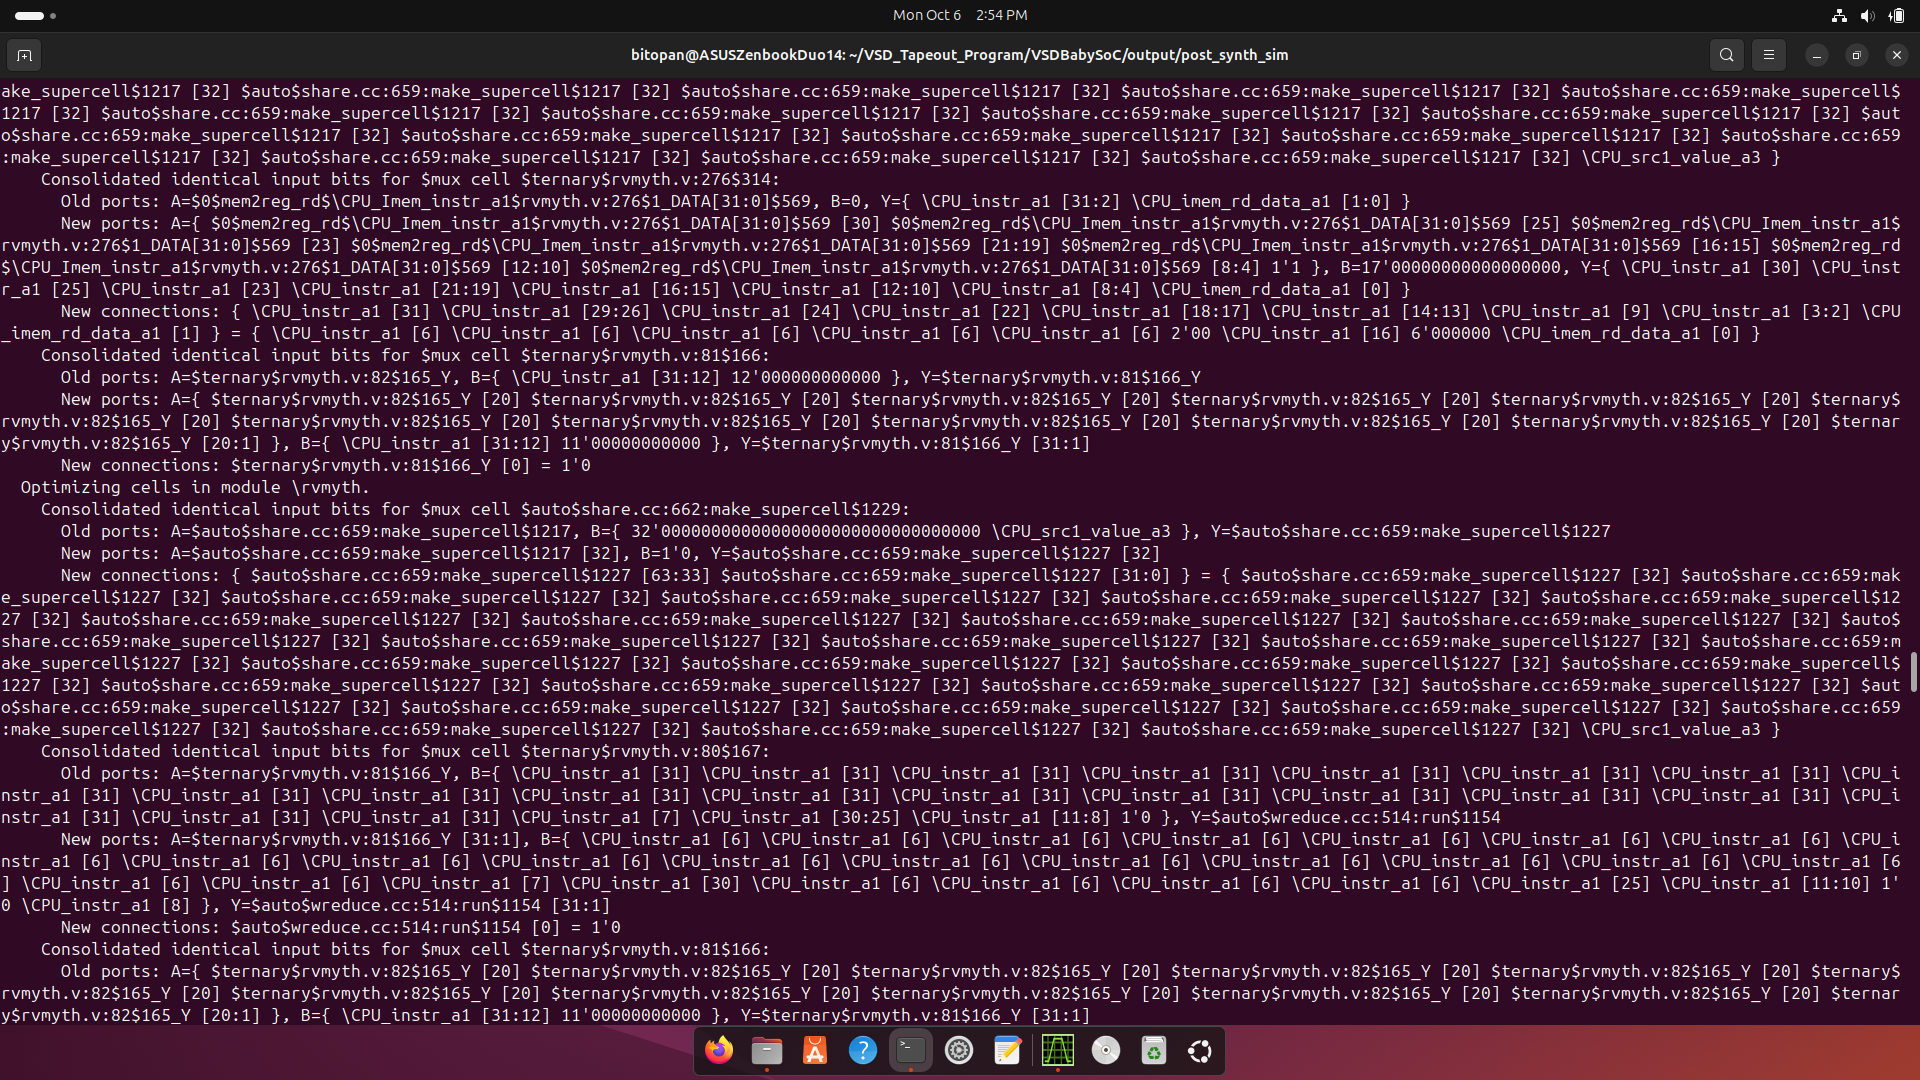 Mon Oct 6 2:54 PM
bitopan@ASUSZenbookDuo14: ~/VSD_Tapeout_Program/VSDBabySoC/output/post_synth_sim
ake_supercell$1217 [32] $auto$share.cc:659:make_supercell$1217 [32] $auto$share.cc:659:make_supercell$1217 [32] $auto$share.cc:659:make_supercell$1217 [32] $auto$share.cc:659:make_supercell$
1217 [32] $auto$share.cc:659:make_supercell$1217 [32] $auto$share.cc:659:make_supercell$1217 [32] $auto$share.cc:659:make_supercell$1217 [32] $auto$share.cc:659:make_supercell$1217 [32] $aut
o$share.cc:659:make_supercell$1217 [32] $auto$share.cc:659:make_supercell$1217 [32] $auto$share.cc:659:make_supercell$1217 [32] $auto$share.cc:659:make_supercell$1217 [32] $auto$share.cc:659
:make_supercell$1217 [32] $auto$share.cc:659:make_supercell$1217 [32] $auto$share.cc:659:make_supercell$1217 [32] $auto$share.cc:659:make_supercell$1217 [32] \CPU_src1_value_a3 }
    Consolidated identical input bits for $mux cell $ternary$rvmyth.v:276$314:
      Old ports: A=$0$mem2reg_rd$\CPU_Imem_instr_a1$rvmyth.v:276$1_DATA[31:0]$569, B=0, Y={ \CPU_instr_a1 [31:2] \CPU_imem_rd_data_a1 [1:0] }
      New ports: A={ $0$mem2reg_rd$\CPU_Imem_instr_a1$rvmyth.v:276$1_DATA[31:0]$569 [30] $0$mem2reg_rd$\CPU_Imem_instr_a1$rvmyth.v:276$1_DATA[31:0]$569 [25] $0$mem2reg_rd$\CPU_Imem_instr_a1$
rvmyth.v:276$1_DATA[31:0]$569 [23] $0$mem2reg_rd$\CPU_Imem_instr_a1$rvmyth.v:276$1_DATA[31:0]$569 [21:19] $0$mem2reg_rd$\CPU_Imem_instr_a1$rvmyth.v:276$1_DATA[31:0]$569 [16:15] $0$mem2reg_rd
$\CPU_Imem_instr_a1$rvmyth.v:276$1_DATA[31:0]$569 [12:10] $0$mem2reg_rd$\CPU_Imem_instr_a1$rvmyth.v:276$1_DATA[31:0]$569 [8:4] 1'1 }, B=17'00000000000000000, Y={ \CPU_instr_a1 [30] \CPU_inst
r_a1 [25] \CPU_instr_a1 [23] \CPU_instr_a1 [21:19] \CPU_instr_a1 [16:15] \CPU_instr_a1 [12:10] \CPU_instr_a1 [8:4] \CPU_imem_rd_data_a1 [0] }
      New connections: { \CPU_instr_a1 [31] \CPU_instr_a1 [29:26] \CPU_instr_a1 [24] \CPU_instr_a1 [22] \CPU_instr_a1 [18:17] \CPU_instr_a1 [14:13] \CPU_instr_a1 [9] \CPU_instr_a1 [3:2] \CPU
_imem_rd_data_a1 [1] } = { \CPU_instr_a1 [6] \CPU_instr_a1 [6] \CPU_instr_a1 [6] \CPU_instr_a1 [6] \CPU_instr_a1 [6] 2'00 \CPU_instr_a1 [16] 6'000000 \CPU_imem_rd_data_a1 [0] }
    Consolidated identical input bits for $mux cell $ternary$rvmyth.v:81$166:
      Old ports: A=$ternary$rvmyth.v:82$165_Y, B={ \CPU_instr_a1 [31:12] 12'000000000000 }, Y=$ternary$rvmyth.v:81$166_Y
      New ports: A={ $ternary$rvmyth.v:82$165_Y [20] $ternary$rvmyth.v:82$165_Y [20] $ternary$rvmyth.v:82$165_Y [20] $ternary$rvmyth.v:82$165_Y [20] $ternary$rvmyth.v:82$165_Y [20] $ternary$
rvmyth.v:82$165_Y [20] $ternary$rvmyth.v:82$165_Y [20] $ternary$rvmyth.v:82$165_Y [20] $ternary$rvmyth.v:82$165_Y [20] $ternary$rvmyth.v:82$165_Y [20] $ternary$rvmyth.v:82$165_Y [20] $ternar
y$rvmyth.v:82$165_Y [20:1] }, B={ \CPU_instr_a1 [31:12] 11'00000000000 }, Y=$ternary$rvmyth.v:81$166_Y [31:1]
      New connections: $ternary$rvmyth.v:81$166_Y [0] = 1'0
  Optimizing cells in module \rvmyth.
    Consolidated identical input bits for $mux cell $auto$share.cc:662:make_supercell$1229:
      Old ports: A=$auto$share.cc:659:make_supercell$1217, B={ 32'00000000000000000000000000000000 \CPU_src1_value_a3 }, Y=$auto$share.cc:659:make_supercell$1227
      New ports: A=$auto$share.cc:659:make_supercell$1217 [32], B=1'0, Y=$auto$share.cc:659:make_supercell$1227 [32]
      New connections: { $auto$share.cc:659:make_supercell$1227 [63:33] $auto$share.cc:659:make_supercell$1227 [31:0] } = { $auto$share.cc:659:make_supercell$1227 [32] $auto$share.cc:659:mak
e_supercell$1227 [32] $auto$share.cc:659:make_supercell$1227 [32] $auto$share.cc:659:make_supercell$1227 [32] $auto$share.cc:659:make_supercell$1227 [32] $auto$share.cc:659:make_supercell$12
27 [32] $auto$share.cc:659:make_supercell$1227 [32] $auto$share.cc:659:make_supercell$1227 [32] $auto$share.cc:659:make_supercell$1227 [32] $auto$share.cc:659:make_supercell$1227 [32] $auto$
share.cc:659:make_supercell$1227 [32] $auto$share.cc:659:make_supercell$1227 [32] $auto$share.cc:659:make_supercell$1227 [32] $auto$share.cc:659:make_supercell$1227 [32] $auto$share.cc:659:m
ake_supercell$1227 [32] $auto$share.cc:659:make_supercell$1227 [32] $auto$share.cc:659:make_supercell$1227 [32] $auto$share.cc:659:make_supercell$1227 [32] $auto$share.cc:659:make_supercell$
1227 [32] $auto$share.cc:659:make_supercell$1227 [32] $auto$share.cc:659:make_supercell$1227 [32] $auto$share.cc:659:make_supercell$1227 [32] $auto$share.cc:659:make_supercell$1227 [32] $aut
o$share.cc:659:make_supercell$1227 [32] $auto$share.cc:659:make_supercell$1227 [32] $auto$share.cc:659:make_supercell$1227 [32] $auto$share.cc:659:make_supercell$1227 [32] $auto$share.cc:659
:make_supercell$1227 [32] $auto$share.cc:659:make_supercell$1227 [32] $auto$share.cc:659:make_supercell$1227 [32] $auto$share.cc:659:make_supercell$1227 [32] \CPU_src1_value_a3 }
    Consolidated identical input bits for $mux cell $ternary$rvmyth.v:80$167:
      Old ports: A=$ternary$rvmyth.v:81$166_Y, B={ \CPU_instr_a1 [31] \CPU_instr_a1 [31] \CPU_instr_a1 [31] \CPU_instr_a1 [31] \CPU_instr_a1 [31] \CPU_instr_a1 [31] \CPU_instr_a1 [31] \CPU_i
nstr_a1 [31] \CPU_instr_a1 [31] \CPU_instr_a1 [31] \CPU_instr_a1 [31] \CPU_instr_a1 [31] \CPU_instr_a1 [31] \CPU_instr_a1 [31] \CPU_instr_a1 [31] \CPU_instr_a1 [31] \CPU_instr_a1 [31] \CPU_i
nstr_a1 [31] \CPU_instr_a1 [31] \CPU_instr_a1 [31] \CPU_instr_a1 [7] \CPU_instr_a1 [30:25] \CPU_instr_a1 [11:8] 1'0 }, Y=$auto$wreduce.cc:514:run$1154
      New ports: A=$ternary$rvmyth.v:81$166_Y [31:1], B={ \CPU_instr_a1 [6] \CPU_instr_a1 [6] \CPU_instr_a1 [6] \CPU_instr_a1 [6] \CPU_instr_a1 [6] \CPU_instr_a1 [6] \CPU_instr_a1 [6] \CPU_i
nstr_a1 [6] \CPU_instr_a1 [6] \CPU_instr_a1 [6] \CPU_instr_a1 [6] \CPU_instr_a1 [6] \CPU_instr_a1 [6] \CPU_instr_a1 [6] \CPU_instr_a1 [6] \CPU_instr_a1 [6] \CPU_instr_a1 [6] \CPU_instr_a1 [6
] \CPU_instr_a1 [6] \CPU_instr_a1 [6] \CPU_instr_a1 [7] \CPU_instr_a1 [30] \CPU_instr_a1 [6] \CPU_instr_a1 [6] \CPU_instr_a1 [6] \CPU_instr_a1 [6] \CPU_instr_a1 [25] \CPU_instr_a1 [11:10] 1'
0 \CPU_instr_a1 [8] }, Y=$auto$wreduce.cc:514:run$1154 [31:1]
      New connections: $auto$wreduce.cc:514:run$1154 [0] = 1'0
    Consolidated identical input bits for $mux cell $ternary$rvmyth.v:81$166:
      Old ports: A={ $ternary$rvmyth.v:82$165_Y [20] $ternary$rvmyth.v:82$165_Y [20] $ternary$rvmyth.v:82$165_Y [20] $ternary$rvmyth.v:82$165_Y [20] $ternary$rvmyth.v:82$165_Y [20] $ternary$
rvmyth.v:82$165_Y [20] $ternary$rvmyth.v:82$165_Y [20] $ternary$rvmyth.v:82$165_Y [20] $ternary$rvmyth.v:82$165_Y [20] $ternary$rvmyth.v:82$165_Y [20] $ternary$rvmyth.v:82$165_Y [20] $ternar
y$rvmyth.v:82$165_Y [20:1] }, B={ \CPU_instr_a1 [31:12] 11'00000000000 }, Y=$ternary$rvmyth.v:81$166_Y [31:1]